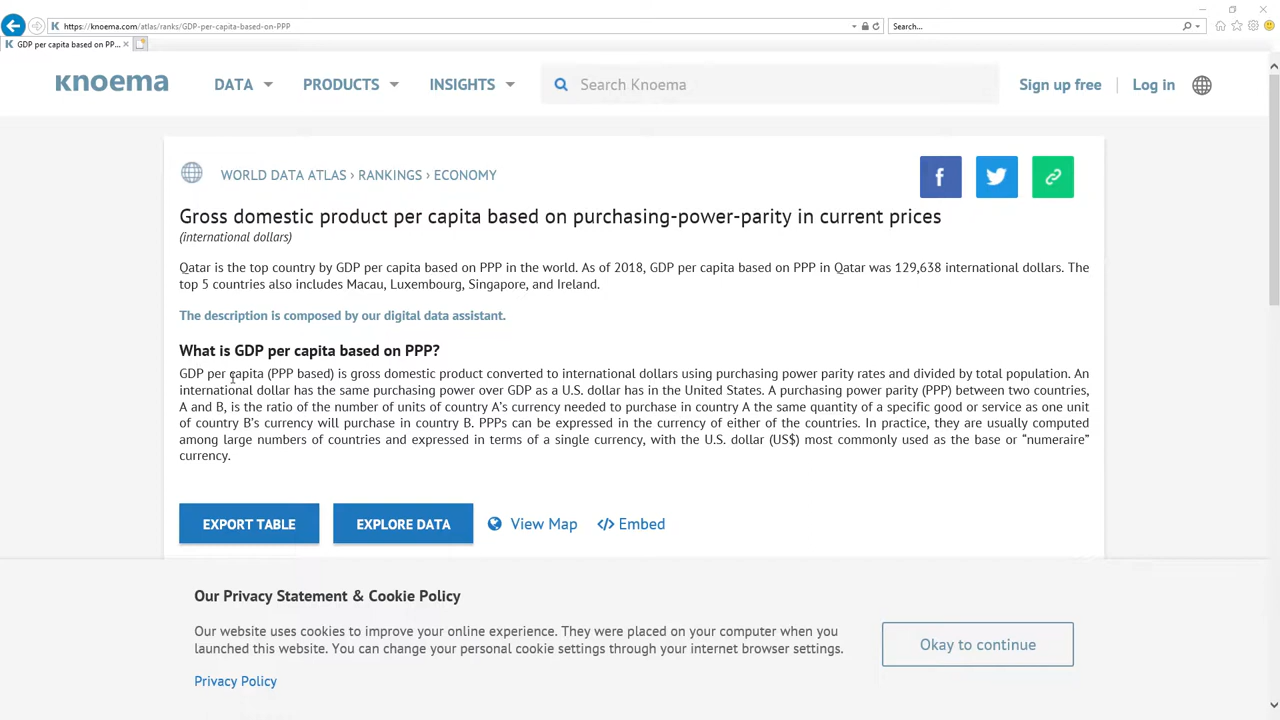 https://knoema.com/atlas/ranks/GDP-per-capita-based-on-PPP
Search...
GDP per capita based on PP...
knoema
DATA
PRODUCTS
INSIGHTS
Search Knoema
Sign up free
Log in
WORLD DATA ATLAS › RANKINGS › ECONOMY
Gross domestic product per capita based on purchasing-power-parity in current prices
(international dollars)
Qatar is the top country by GDP per capita based on PPP in the world. As of 2018, GDP per capita based on PPP in Qatar was 129,638 international dollars. The
top 5 countries also includes Macau, Luxembourg, Singapore, and Ireland.
The description is composed by our digital data assistant.
What is GDP per capita based on PPP?
GDP per capita (PPP based) is gross domestic product converted to international dollars using purchasing power parity rates and divided by total population. An
international dollar has the same purchasing power over GDP as a U.S. dollar has in the United States. A purchasing power parity (PPP) between two countries,
A and B, is the ratio of the number of units of country A’s currency needed to purchase in country A the same quantity of a specific good or service as one unit
of country B’s currency will purchase in country B. PPPs can be expressed in the currency of either of the countries. In practice, they are usually computed
among large numbers of countries and expressed in terms of a single currency, with the U.S. dollar (US$) most commonly used as the base or “numeraire”
currency.
EXPORT TABLE
EXPLORE DATA
View Map
</> Embed
Our Privacy Statement & Cookie Policy
Our website uses cookies to improve your online experience. They were placed on your computer when you
launched this website. You can change your personal cookie settings through your internet browser settings.
Okay to continue
Privacy Policy